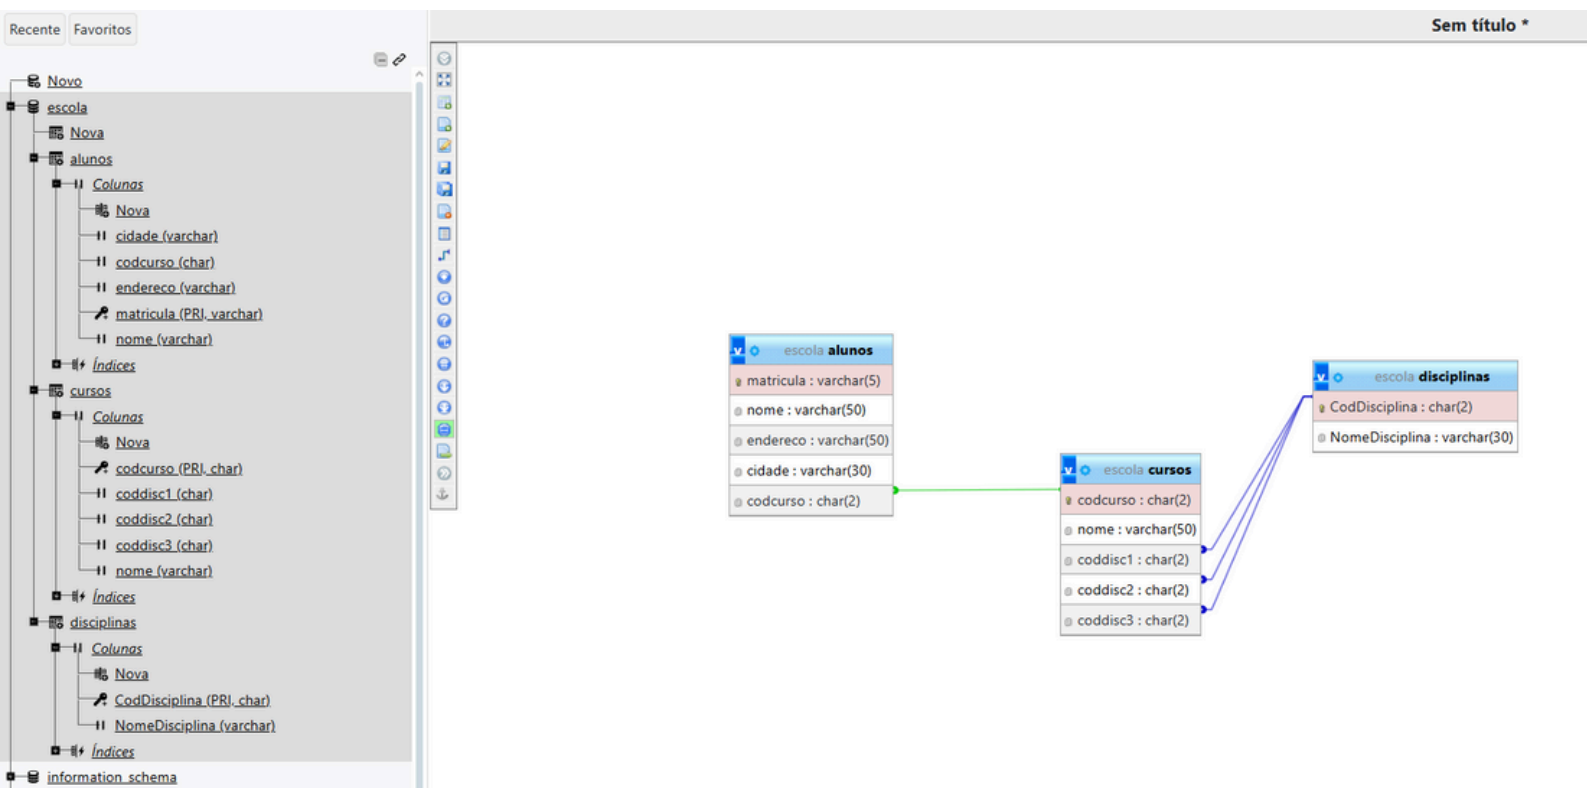 Recente Favoritos
Novo
escola
Nova
alunos
Colunas
Nova
cidade (varchar)
codcurso (char)
endereco (varchar)
matricula (PRI, varchar)
nome (varchar)
Índices
cursos
Colunas
Nova
codcurso (PRI, char)
coddisc1 (char)
coddisc2 (char)
coddisc3 (char)
nome (varchar)
Índices
disciplinas
Colunas
Nova
CodDisciplina (PRI, char)
NomeDisciplina (varchar)
Índices
information_schema
Sem título *
v escola alunos
matricula : varchar(5)
nome : varchar(50)
endereco : varchar(50)
cidade : varchar(30)
codcurso : char(2)
v escola cursos
codcurso : char(2)
nome : varchar(50)
coddisc1 : char(2)
coddisc2 : char(2)
coddisc3 : char(2)
v escola disciplinas
CodDisciplina : char(2)
NomeDisciplina : varchar(30)